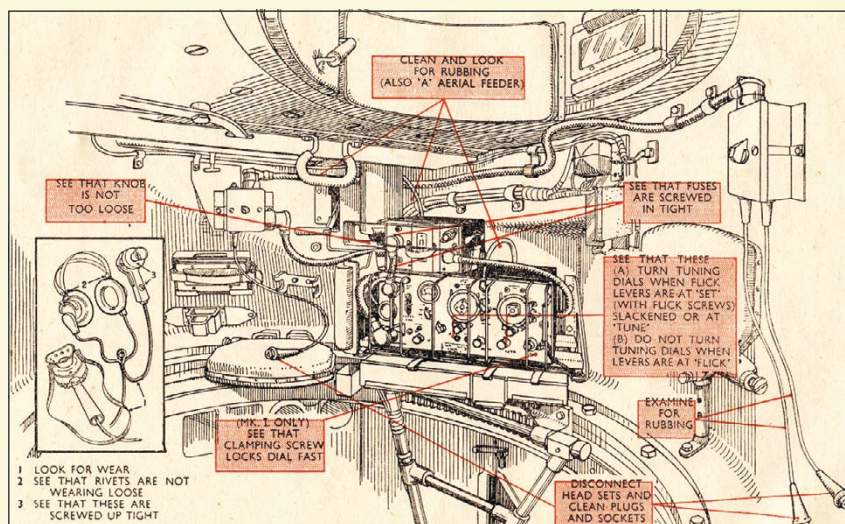 CLEAN AND LOOK
FOR RUBBING
(ALSO 'A' AERIAL FEEDER)
SEE THAT KNOB
IS NOT
TOO LOOSE
SEE THAT FUSES
ARE SCREWED
IN TIGHT
SEE THAT THESE
(A) TURN TUNING
DIALS WHEN FLICK
LEVERS ARE AT 'SET'
(WITH FLICK SCREWS)
SLACKENED OR AT
'TUNE'
(B) DO NOT TURN
TUNING DIALS WHEN
LEVERS ARE AT 'FLICK'
(MK. I. ONLY)
SEE THAT
CLAMPING SCREW
LOCKS DIAL FAST
EXAMINE
FOR
RUBBING
DISCONNECT
HEAD SETS AND
CLEAN PLUGS
AND SOCKETS
2
3
1 LOOK FOR WEAR
2 SEE THAT RIVETS ARE NOT
WEARING LOOSE
3 SEE THAT THESE ARE
SCREWED UP TIGHT